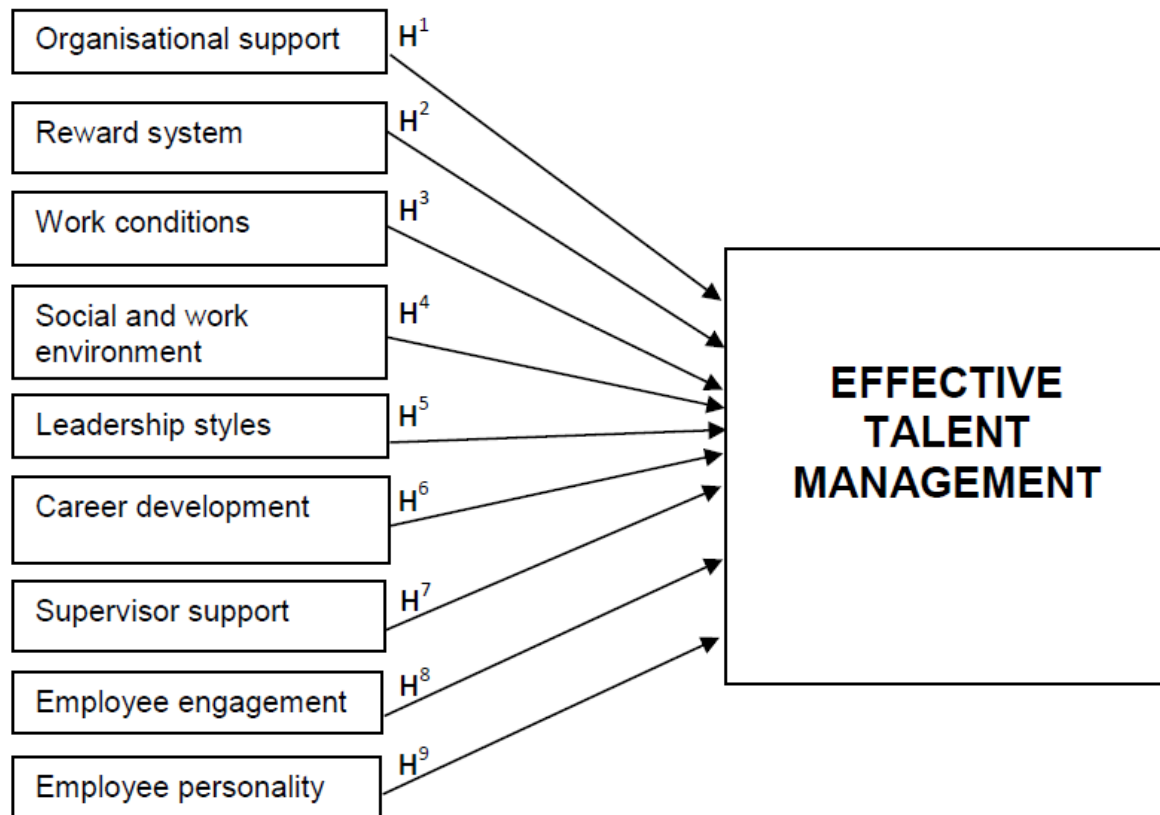 Organisational support
H¹
Reward system
H²
Work conditions
H³
Social and work
environment
H⁴
Leadership styles
H⁵
Career development
H⁶
Supervisor support
H⁷
Employee engagement
H⁸
Employee personality
H⁹
EFFECTIVE
TALENT
MANAGEMENT